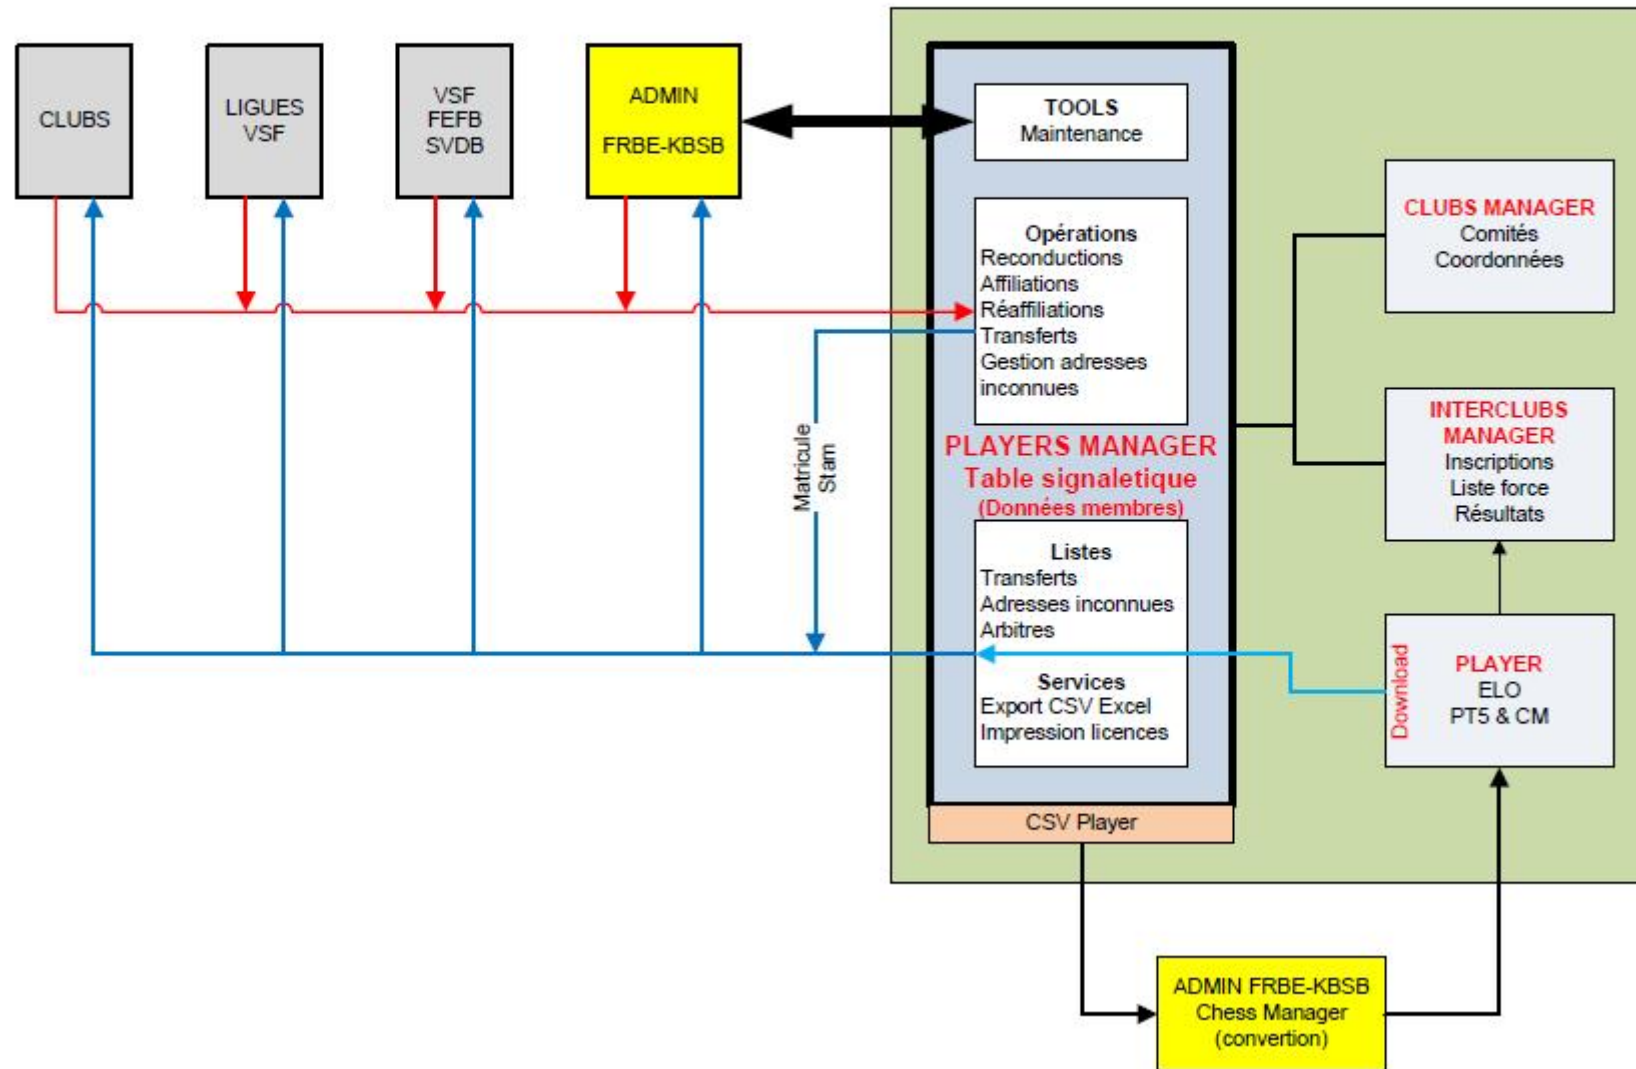 CLUBS
LIGUES
VSF
VSF
FEFB
SVDB
ADMIN
FRBE-KBSB
TOOLS
Maintenance
Opérations
Reconductions
Affiliations
Réaffiliations
Transferts
Gestion adresses
inconnues
Matricule
Stam
PLAYERS MANAGER
Table signaletique
(Données membres)
Listes
Transferts
Adresses inconnues
Arbitres
Services
Export CSV Excel
Impression licences
CSV Player
CLUBS MANAGER
Comités
Coordonnées
INTERCLUBS
MANAGER
Inscriptions
Liste force
Résultats
Download
PLAYER
ELO
PT5 & CM
ADMIN FRBE-KBSB
Chess Manager
(convertion)